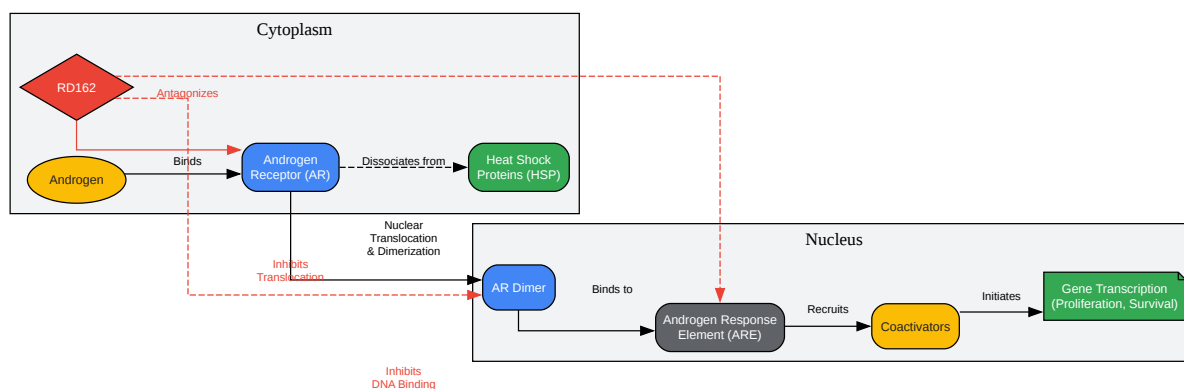 Cytoplasm
RD162
Antagonizes
Androgen
Binds
Androgen
Receptor (AR)
Dissociates from
Heat Shock
Proteins (HSP)
Nuclear
Translocation
& Dimerization
Nucleus
Inhibits
Translocation
AR Dimer
Binds to
Androgen Response
Element (ARE)
Recruits
Coactivators
Initiates
Gene Transcription
(Proliferation, Survival)
Inhibits
DNA Binding